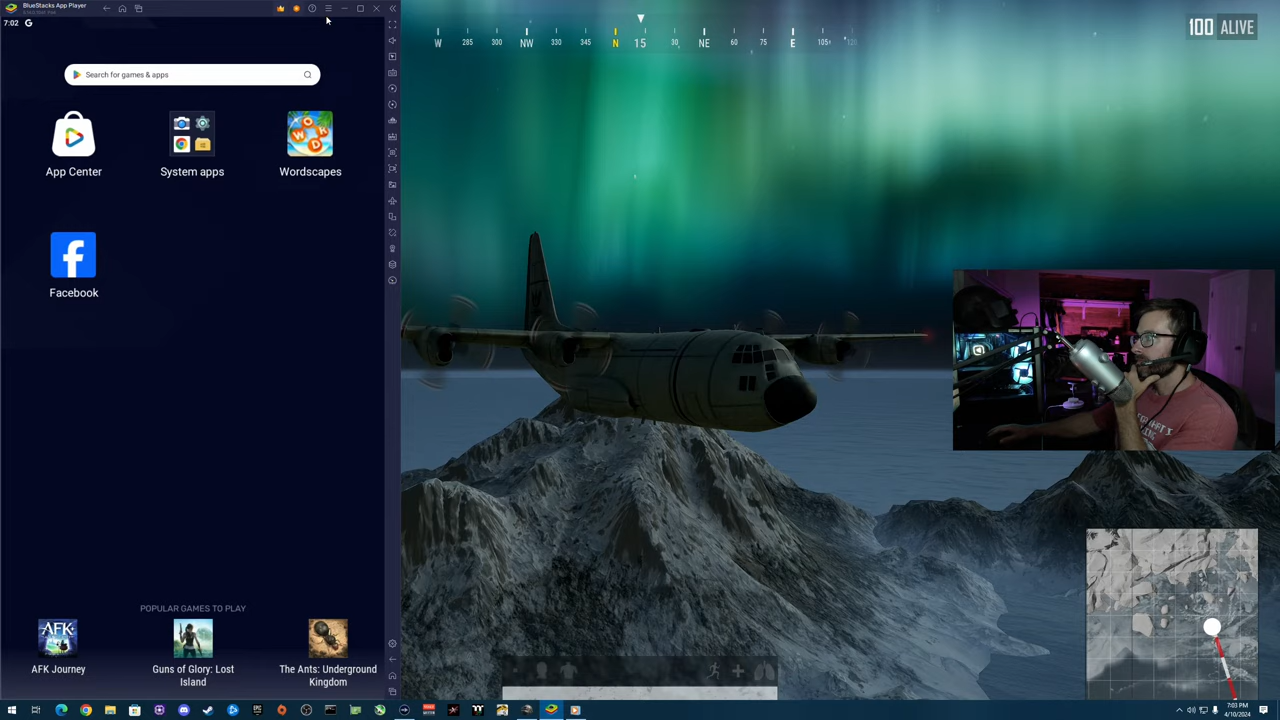 BlueStacks App Player
7:02
Search for games & apps
App Center
System apps
Wordscapes
Facebook
POPULAR GAMES TO PLAY
AFK Journey
Guns of Glory: Lost
Island
The Ants: Underground
Kingdom
W 285 300 NW 330 345 N 15 30 NE 60 75 E 105 120
100 ALIVE
7:03 PM
4/10/2024